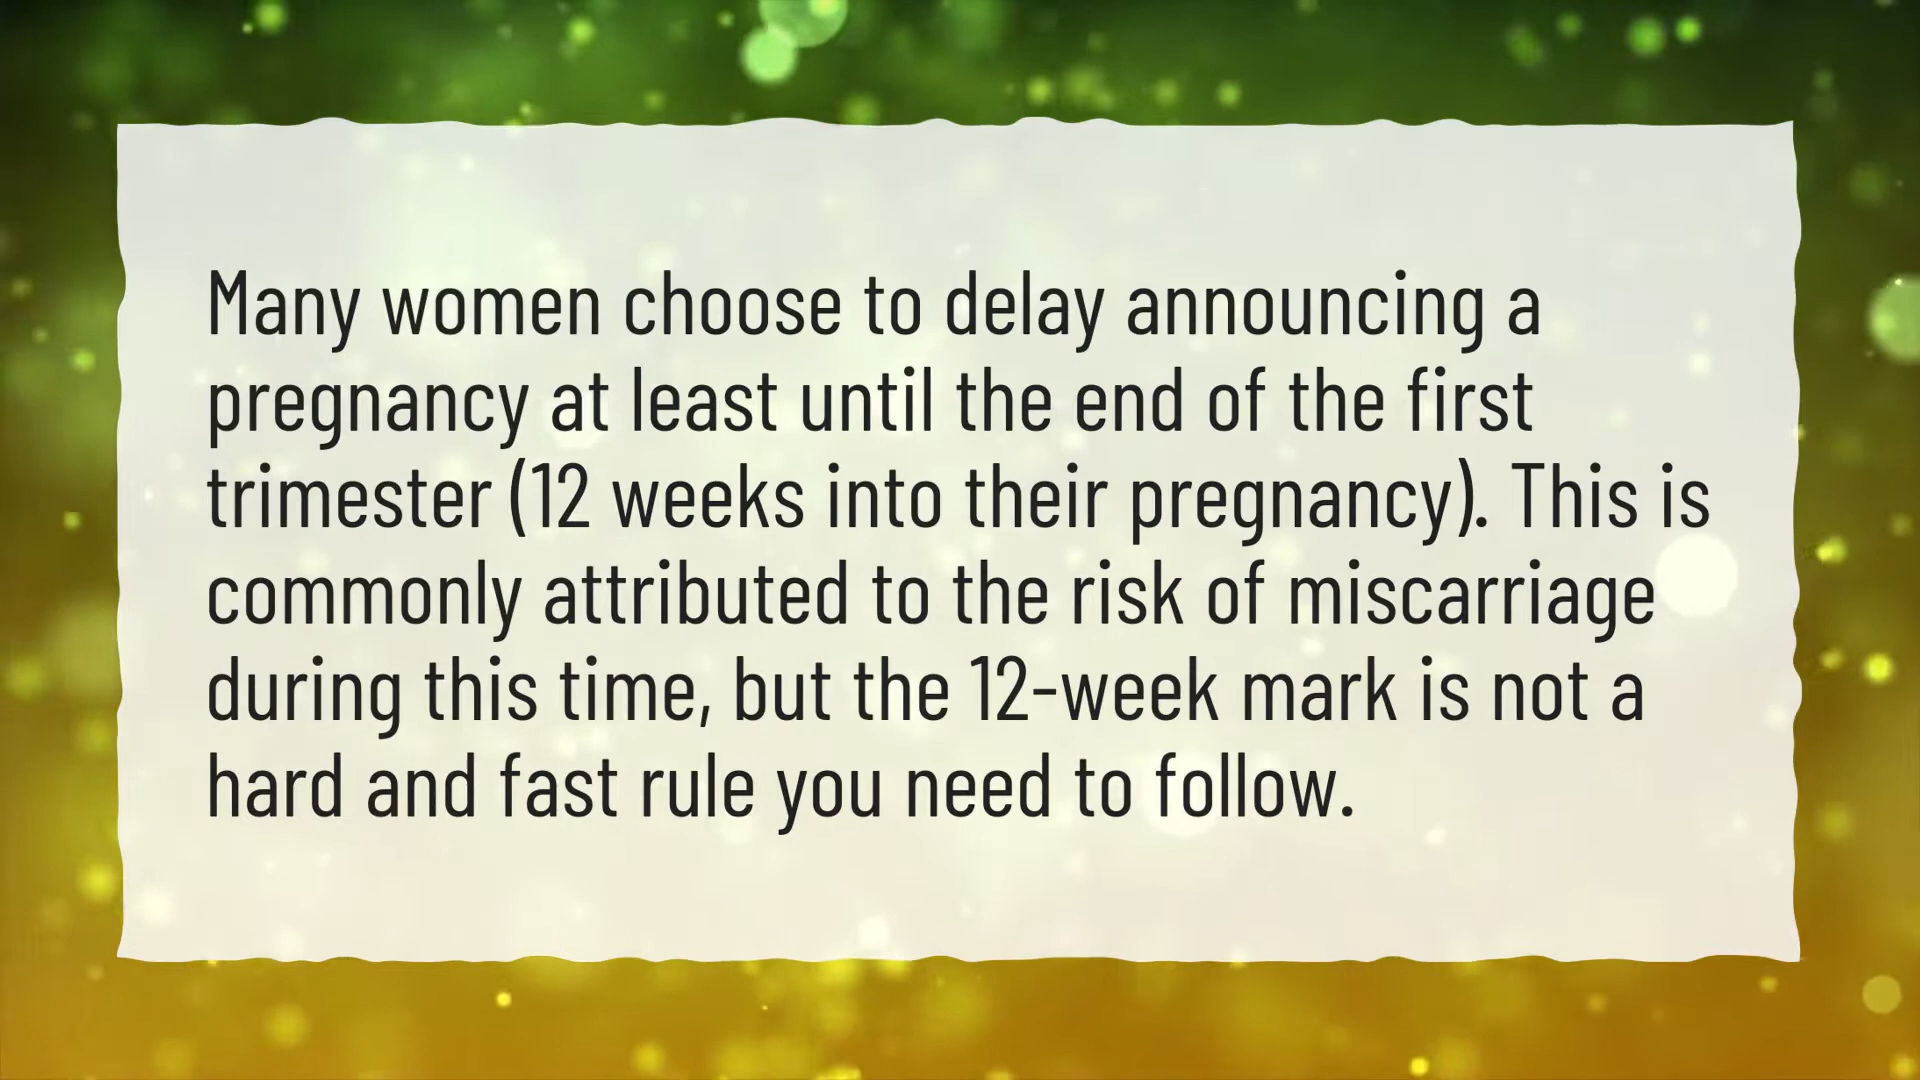 Many women choose to delay announcing a
pregnancy at least until the end of the first
trimester (12 weeks into their pregnancy). This is
commonly attributed to the risk of miscarriage
during this time, but the 12-week mark is not a
hard and fast rule you need to follow.